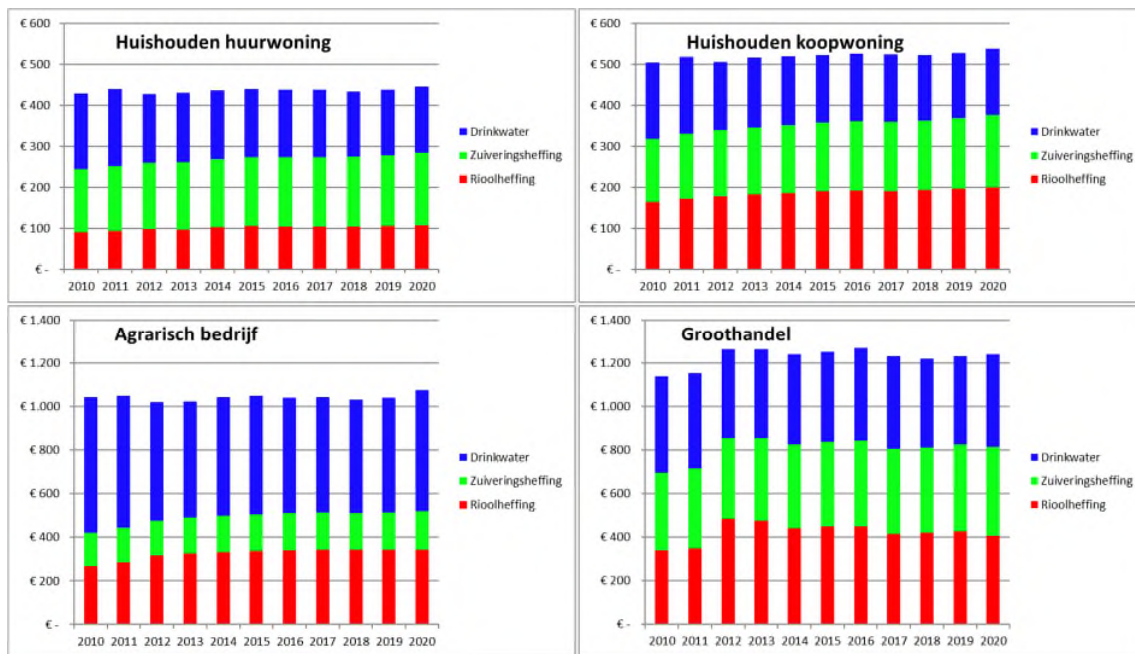 Huishouden huurwoning
€ 600
€ 500
€ 400
€ 300
€ 200
€ 100
€ -
2010 2011 2012 2013 2014 2015 2016 2017 2018 2019 2020
Drinkwater
Zuiveringsheffing
Rioolheffing
Huishouden koopwoning
€ 600
€ 500
€ 400
€ 300
€ 200
€ 100
€ -
2010 2011 2012 2013 2014 2015 2016 2017 2018 2019 2020
Drinkwater
Zuiveringsheffing
Rioolheffing
Agrarisch bedrijf
€ 1.400
€ 1.200
€ 1.000
€ 800
€ 600
€ 400
€ 200
€ -
2010 2011 2012 2013 2014 2015 2016 2017 2018 2019 2020
Drinkwater
Zuiveringsheffing
Rioolheffing
Groothandel
€ 1.400
€ 1.200
€ 1.000
€ 800
€ 600
€ 400
€ 200
€ -
2010 2011 2012 2013 2014 2015 2016 2017 2018 2019 2020
Drinkwater
Zuiveringsheffing
Rioolheffing